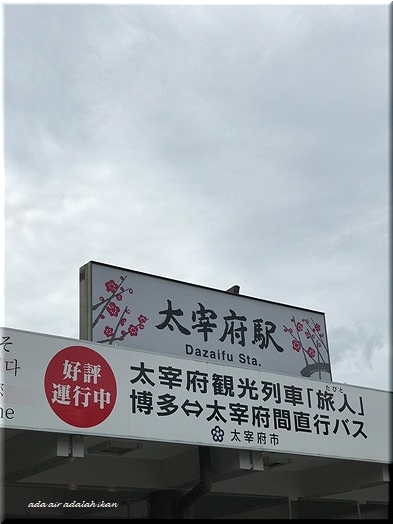 太宰府駅
Dazaifu Sta.
そ
だ
好評
運行中
太宰府観光列車「旅人」
たびと
博多⇔太宰府間直行バス
太宰府市
ada air adalah ikan